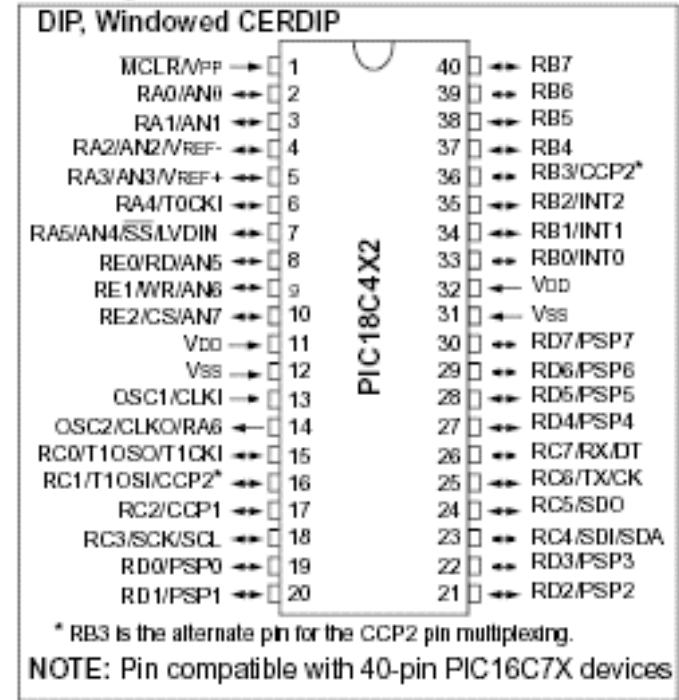 DIP, Windowed CERDIP
MCLR/VPP 1 40 RB7
RA0/AN0 2 39 RB6
RA1/AN1 3 38 RB5
RA2/AN2/VREF- 4 37 RB4
RA3/AN3/VREF+ 5 36 RB3/CCP2*
RA4/T0CKI 6 35 RB2/INT2
RA5/AN4/SS/LVDIN 7 34 RB1/INT1
RE0/RD/AN5 8 33 RB0/INT0
RE1/WR/AN6 9 32 VDD
RE2/CS/AN7 10 31 VSS
VDD 11 30 RD7/PSP7
VSS 12 29 RD6/PSP6
OSC1/CLKI 13 28 RD5/PSP5
OSC2/CLKO/RA6 14 27 RD4/PSP4
RC0/T1OSO/T1CKI 15 26 RC7/RX/DT
RC1/T1OSI/CCP2* 16 25 RC6/TX/CK
RC2/CCP1 17 24 RC5/SDO
RC3/SCK/SCL 18 23 RC4/SDI/SDA
RD0/PSP0 19 22 RD3/PSP3
RD1/PSP1 20 21 RD2/PSP2
PIC18C4X2
* RB3 is the alternate pin for the CCP2 pin multiplexing.
NOTE: Pin compatible with 40-pin PIC16C7X devices